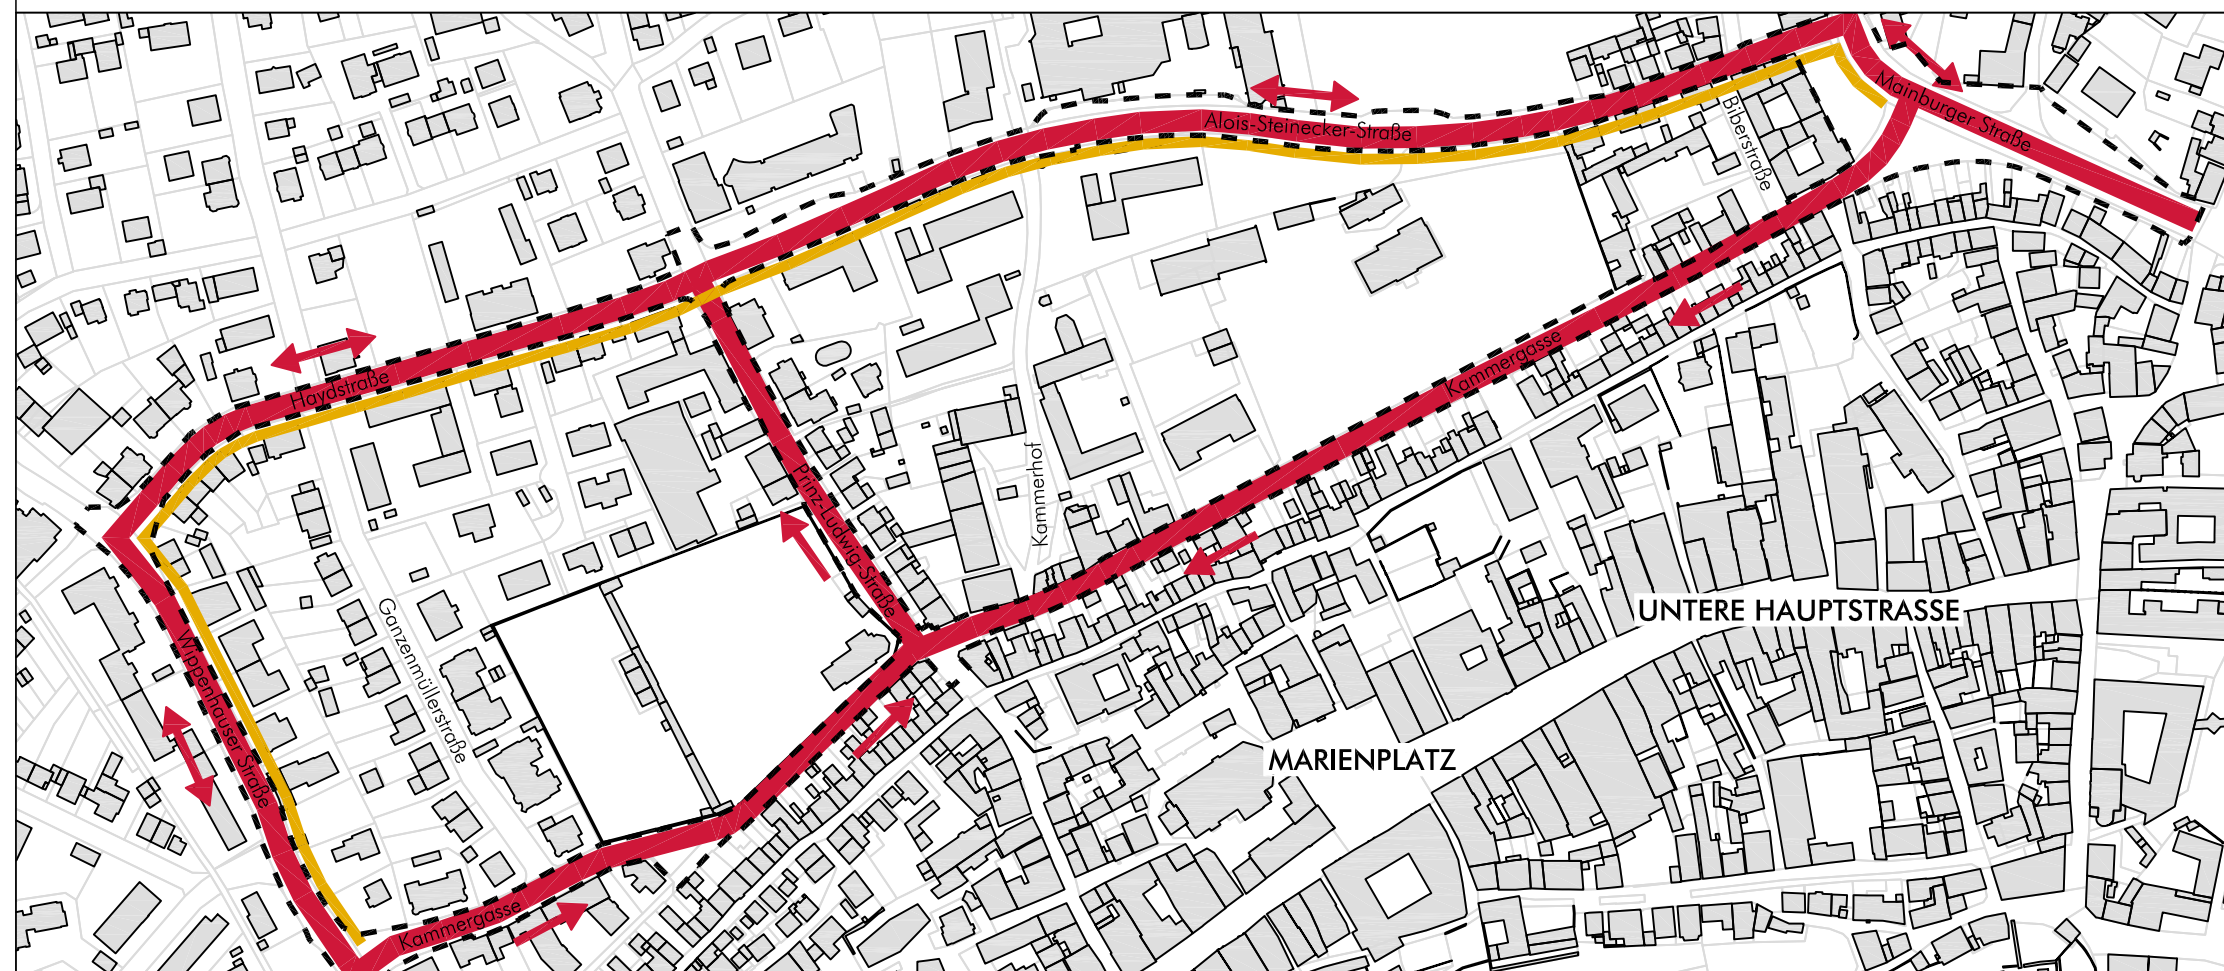 Mainburger Straße
Alois-Steinecker-Straße
Biberstraße
Haydstraße
Kammergasse
Kammerhof
Prinz-Ludwig-Straße
Ganzenmüllerstraße
UNTERE HAUPTSTRASSE
Wippenhauser Straße
MARIENPLATZ
Kammergasse